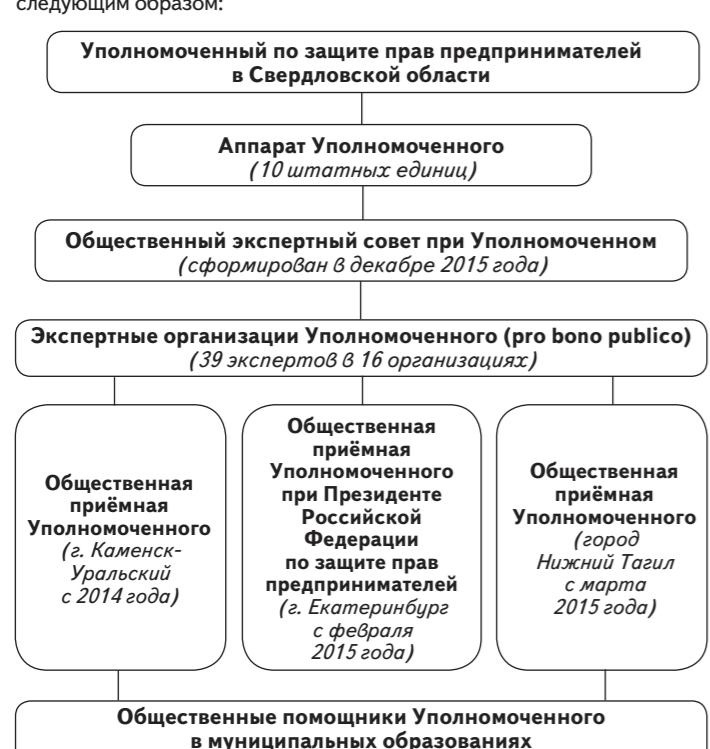 следующим образом:
Уполномоченный по защите прав предпринимателей
в Свердловской области
Аппарат Уполномоченного
(10 штатных единиц)
Общественный экспертный совет при Уполномоченном
(сформирован в декабре 2015 года)
Экспертные организации Уполномоченного (pro bono publico)
(39 экспертов в 16 организациях)
Общественная
приёмная
Уполномоченного
(г. Каменск-
Уральский
с 2014 года)
Общественная
приёмная
Уполномоченного
при Президенте
Российской
Федерации
по защите прав
предпринимателей
(г. Екатеринбург
с февраля
2015 года)
Общественная
приёмная
Уполномоченного
(город
Нижний Тагил
с марта
2015 года)
Общественные помощники Уполномоченного
в муниципальных образованиях